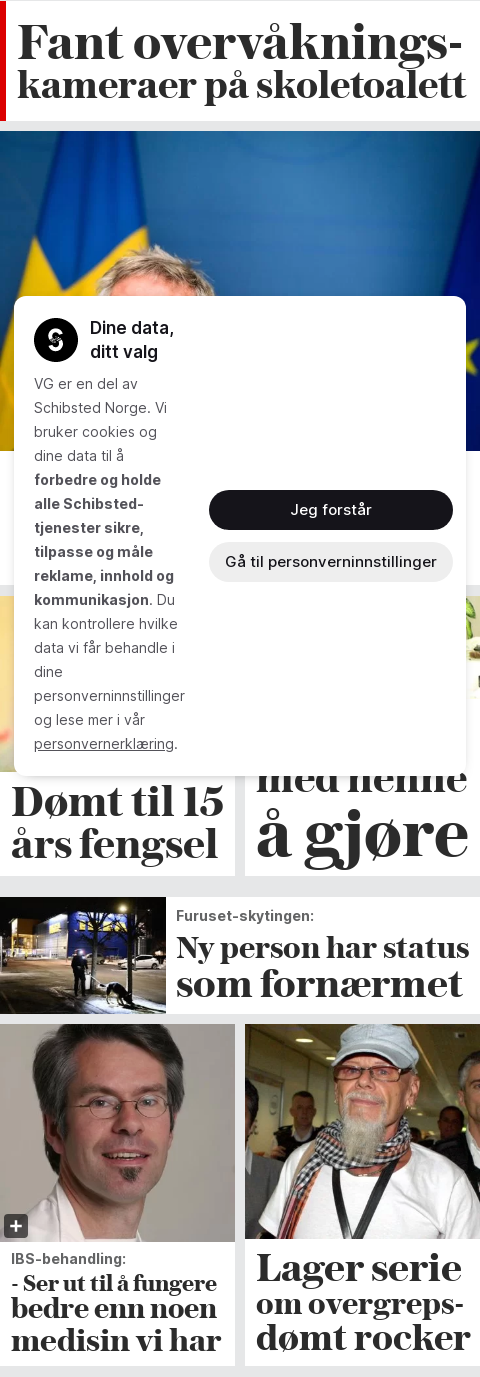 Fant overvåknings-
kameraer på skoletoalett
Dine data,
ditt valg
VG er en del av
Schibsted Norge. Vi
bruker cookies og
dine data til å
forbedre og holde
alle Schibsted-
tjenester sikre,
tilpasse og måle
reklame, innhold og
kommunikasjon. Du
kan kontrollere hvilke
data vi får behandle i
dine
personverninnstillinger
og lese mer i vår
personvernerklæring.
Jeg forstår
Gå til personverninnstillinger
Dømt til 15
års fengsel
med henne
å gjøre
Furuset-skytingen:
Ny person har status
som fornærmet
IBS-behandling:
- Ser ut til å fungere
bedre enn noen
medisin vi har
Lager serie
om overgreps-
dømt rocker